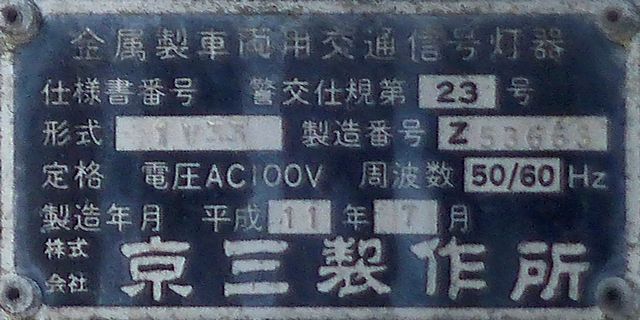 金属製車両用交通信号灯器
仕様書番号 警交仕規第 23 号
形式 製造番号 Z53663
定格 電圧AC100V 周波数 50/60 Hz
製造年月 平成 11 年 7 月
株式会社 京三製作所